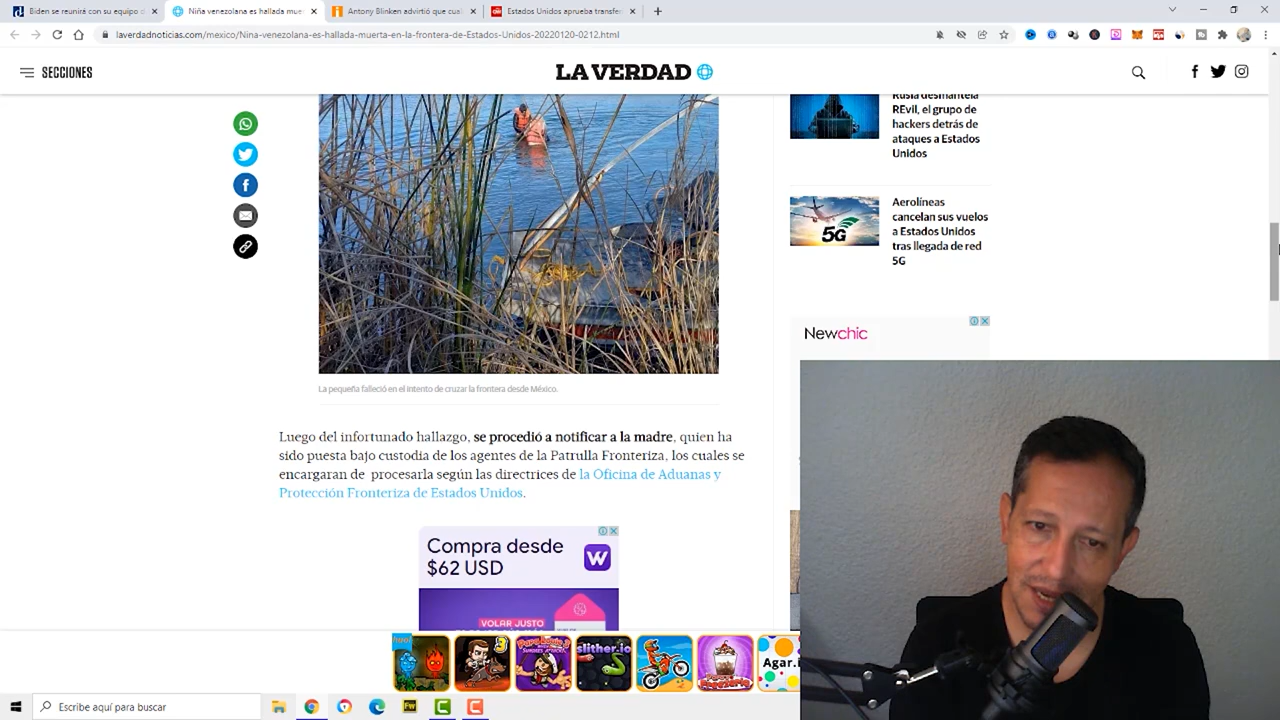 Biden se reunirá con su equipo d
Niña venezolana es hallada mue
Antony Blinken advirtió que cual
Estados Unidos aprueba transfer
laverdadnoticias.com/mexico/Nina-venezolana-es-hallada-muerta-en-la-frontera-de-Estados-Unidos-20220120-0212.html
SECCIONES
LA VERDAD
Rusia desmantela
REvil, el grupo de
hackers detrás de
ataques a Estados
Unidos
5G
Aerolíneas
cancelan sus vuelos
a Estados Unidos
tras llegada de red
5G
Newchic
La pequeña falleció en el intento de cruzar la frontera desde México.
Luego del infortunado hallazgo, se procedió a notificar a la madre, quien ha
sido puesta bajo custodia de los agentes de la Patrulla Fronteriza, los cuales se
encargaran de procesarla según las directrices de la Oficina de Aduanas y
Protección Fronteriza de Estados Unidos.
Compra desde
$62 USD
W
VOLAR JUSTO
3
slither.io
Agar.i
Escribe aquí para buscar
Fw